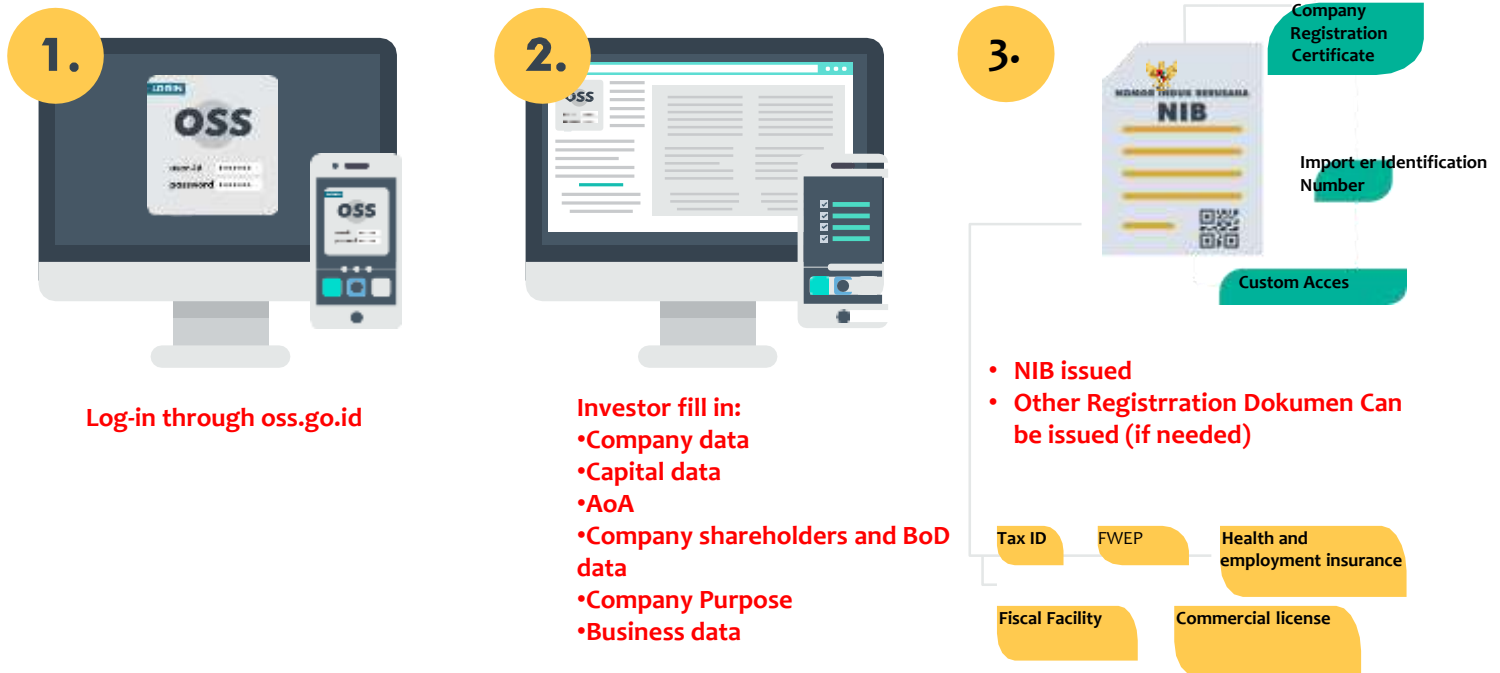 1.
LOGIN
OSS
user-id
password
OSS
Log-in through oss.go.id
2.
OSS
Investor fill in:
•Company data
•Capital data
•AoA
•Company shareholders and BoD
data
•Company Purpose
•Business data
3.
NOMOR INDUK BERUSAHA
NIB
Company
Registration
Certificate
Import er Identification
Number
Custom Acces
• NIB issued
• Other Registrration Dokumen Can
be issued (if needed)
Tax ID
FWEP
Health and
employment insurance
Fiscal Facility
Commercial license